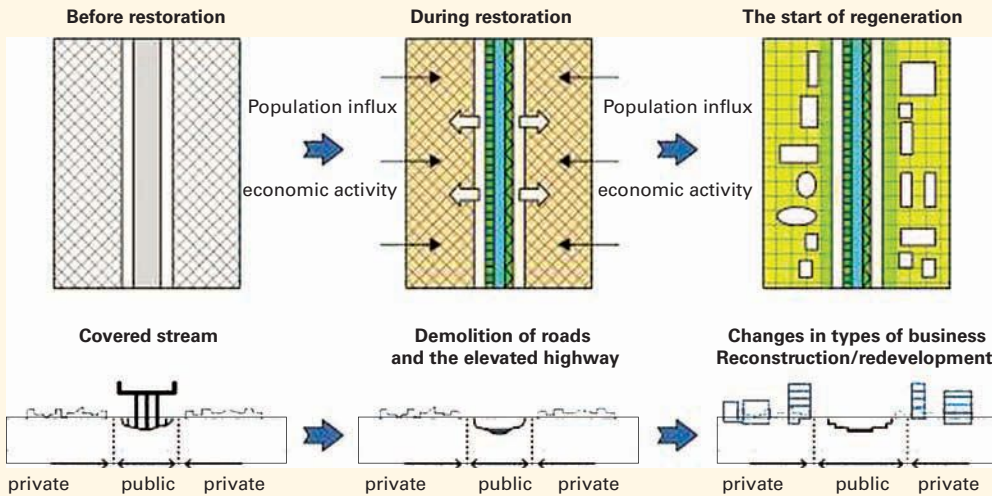 Before restoration
During restoration
The start of regeneration
Population influx
Population influx
economic activity
economic activity
Covered stream
Demolition of roads
and the elevated highway
Changes in types of business
Reconstruction/redevelopment
private public private
private public private
private public private